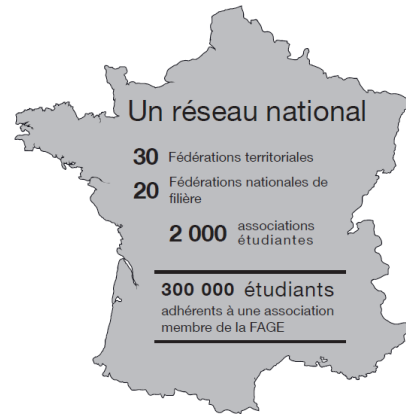 Un réseau national
30 Fédérations territoriales
20 Fédérations nationales de
filière
2 000 associations
étudiantes
300 000 étudiants
adhérents à une association
membre de la FAGE